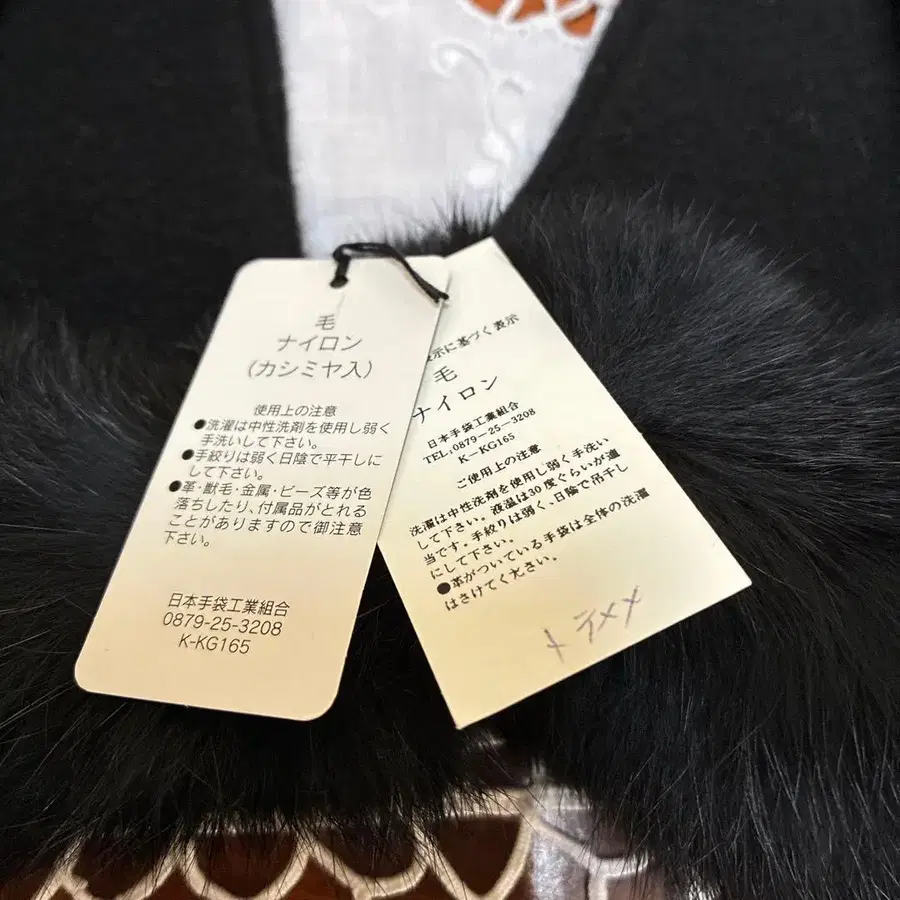 毛
ナイロン
(カシミヤ入)
使用上の注意
●洗濯は中性洗剤を使用し弱く
手洗いして下さい。
●手絞りは弱く日陰で平干しに
して下さい。
●革・獣毛・金属・ビーズ等が色
落ちしたり、付属品がとれる
ことがありますので御注意
下さい。
日本手袋工業組合
0879-25-3208
K-KG165
表示に基づく表示
毛
ナイロン
日本手袋工業組合
TEL:0879-25-3208
K-KG165
ご使用上の注意
洗濯は中性洗剤を使用し弱く手洗い
して下さい。液温は30度ぐらいが適
当です。手絞りは弱く、日陰で吊干し
にして下さい。
●革がついている手袋は全体の洗濯
はさけてください。